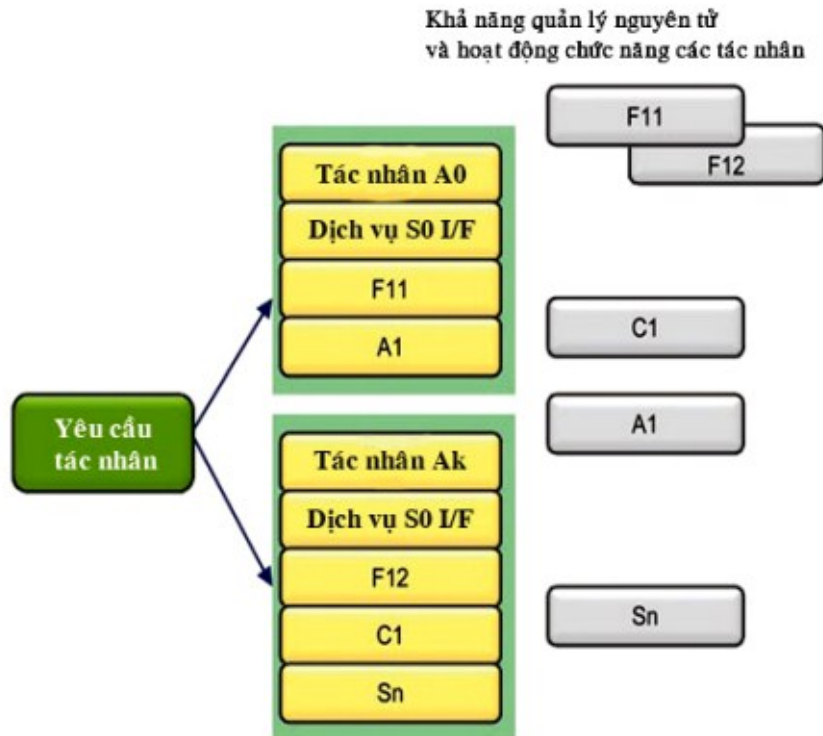 Khả năng quản lý nguyên tử
và hoạt động chức năng các tác nhân
F11
F12
Tác nhân A0
Dịch vụ S0 I/F
F11
A1
C1
A1
Yêu cầu
tác nhân
Tác nhân Ak
Dịch vụ S0 I/F
F12
C1
Sn
Sn